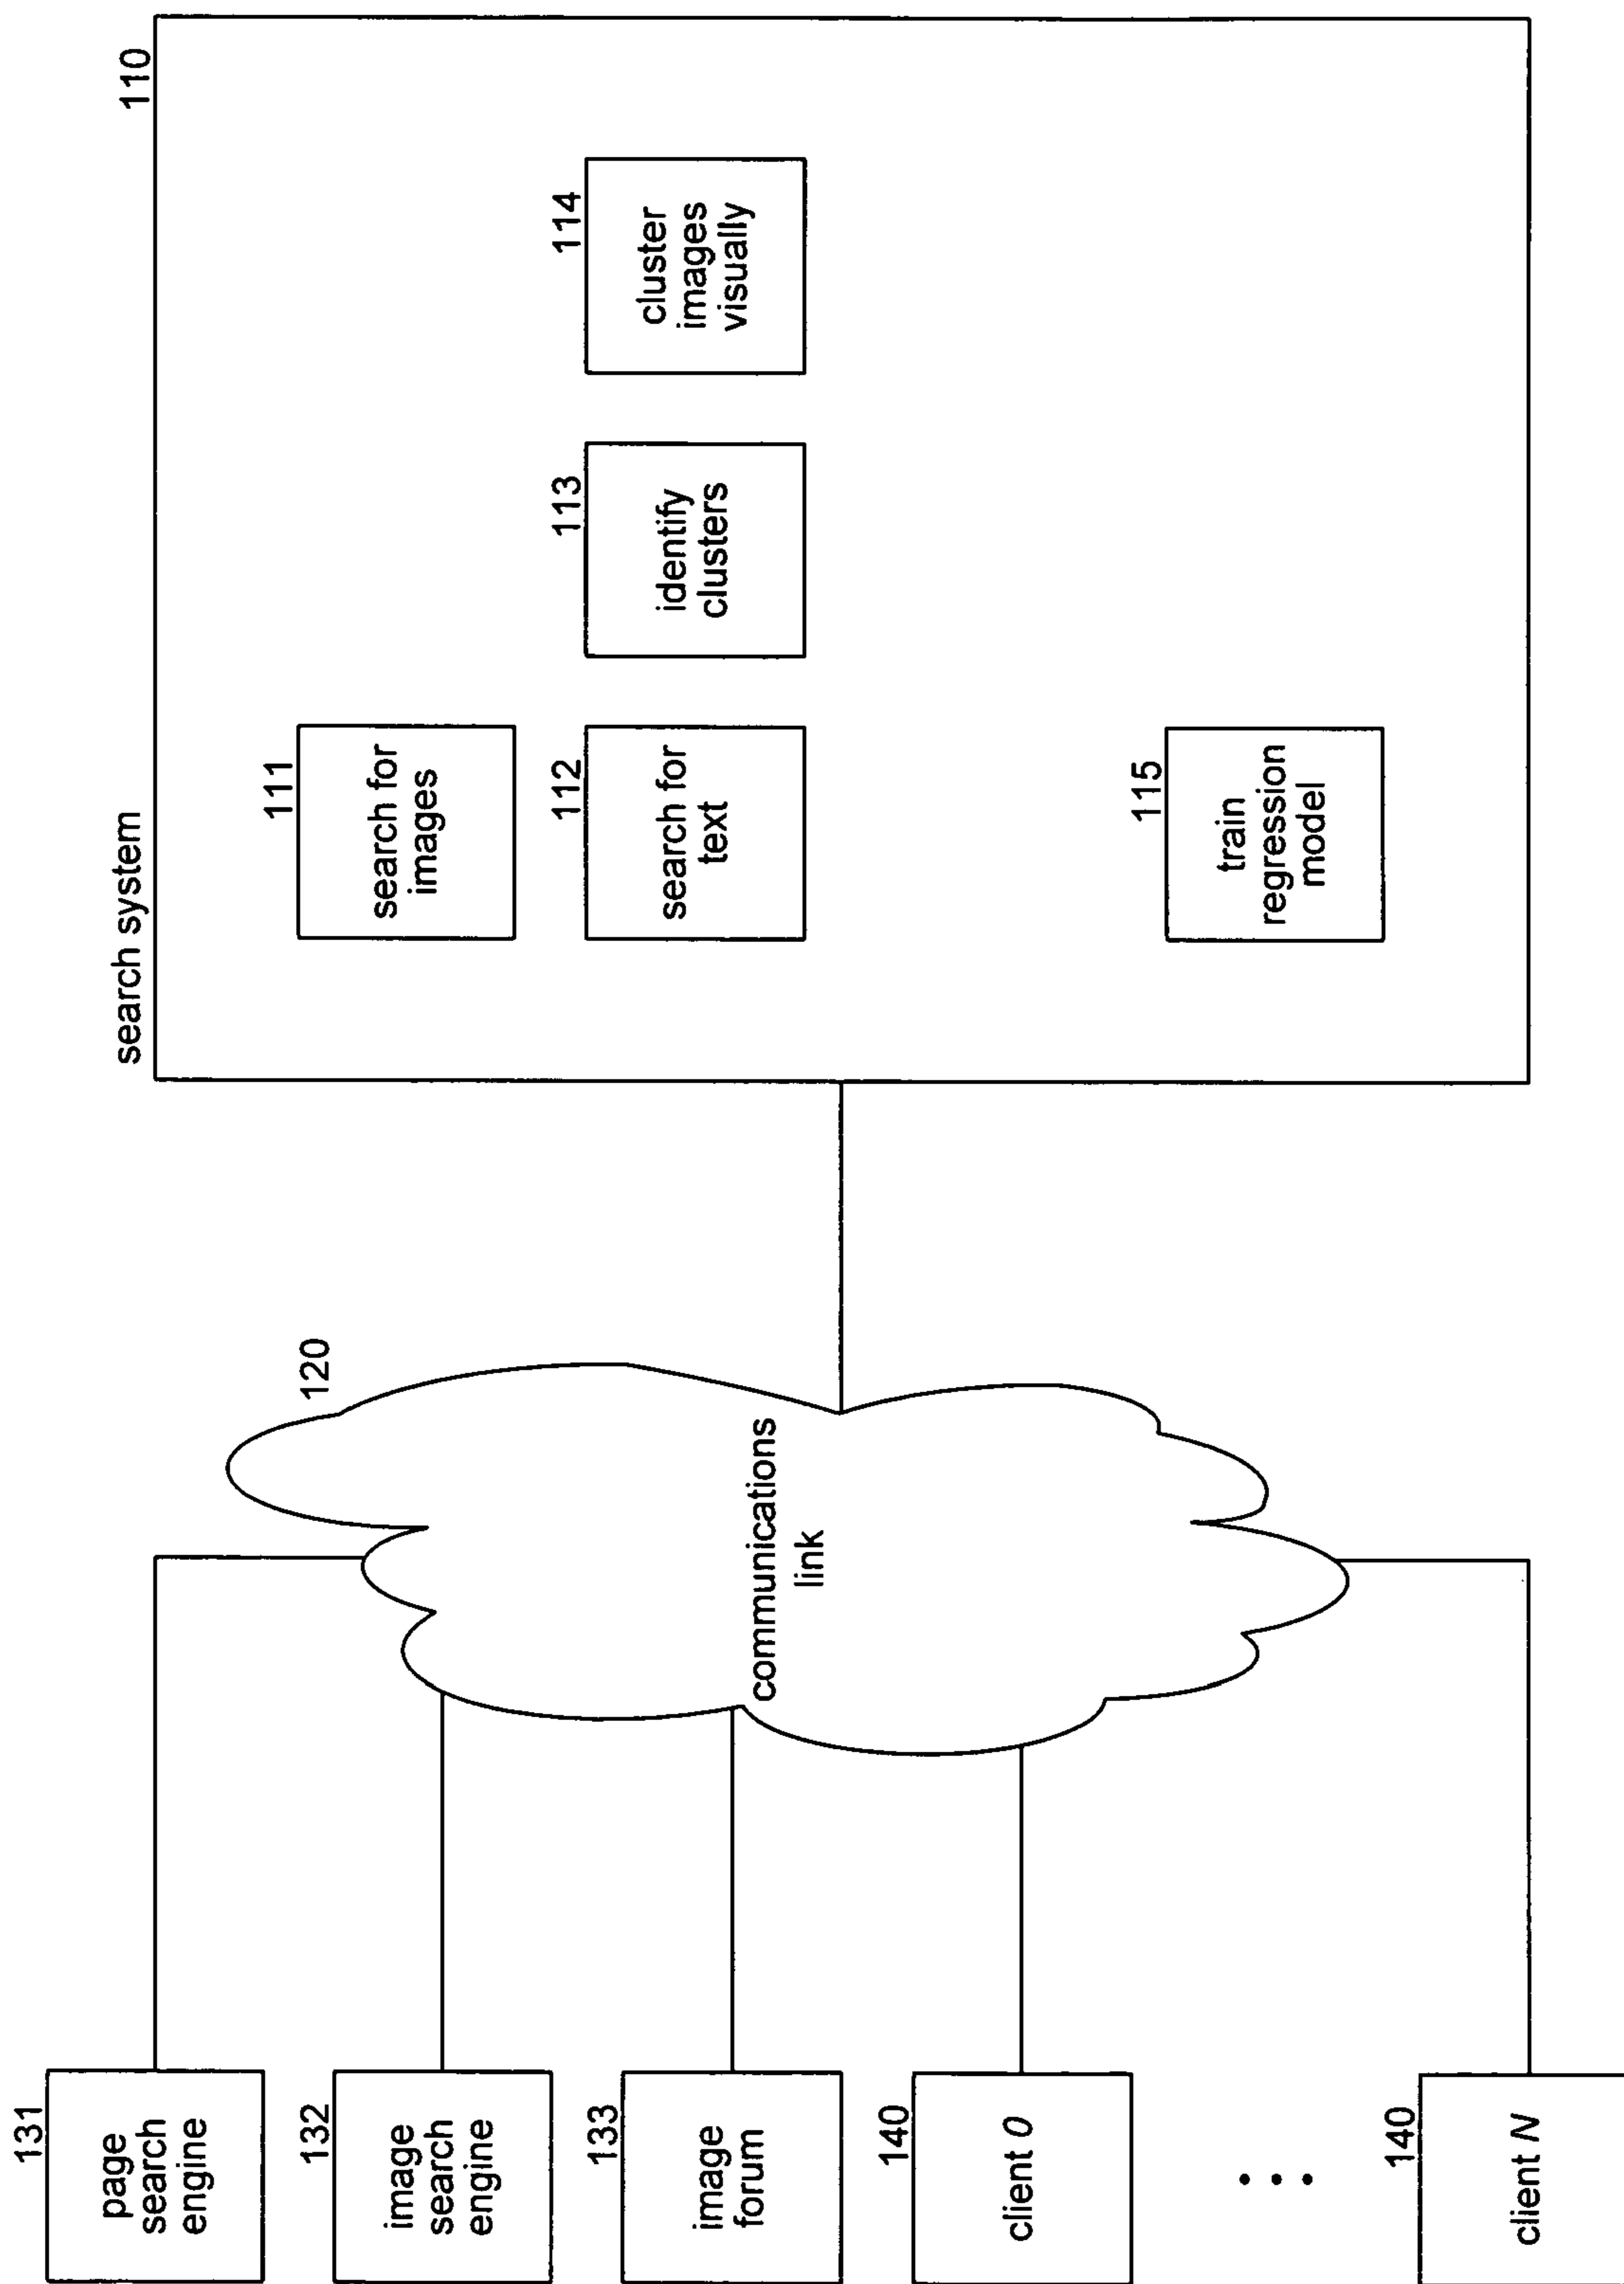 131
page
search
engine
132
image
search
engine
133
image
forum
140
client 0
140
client N
120
communications
link
search system
110
111
search for
images
112
search for
text
113
identify
clusters
114
cluster
images
visually
115
train
regression
model